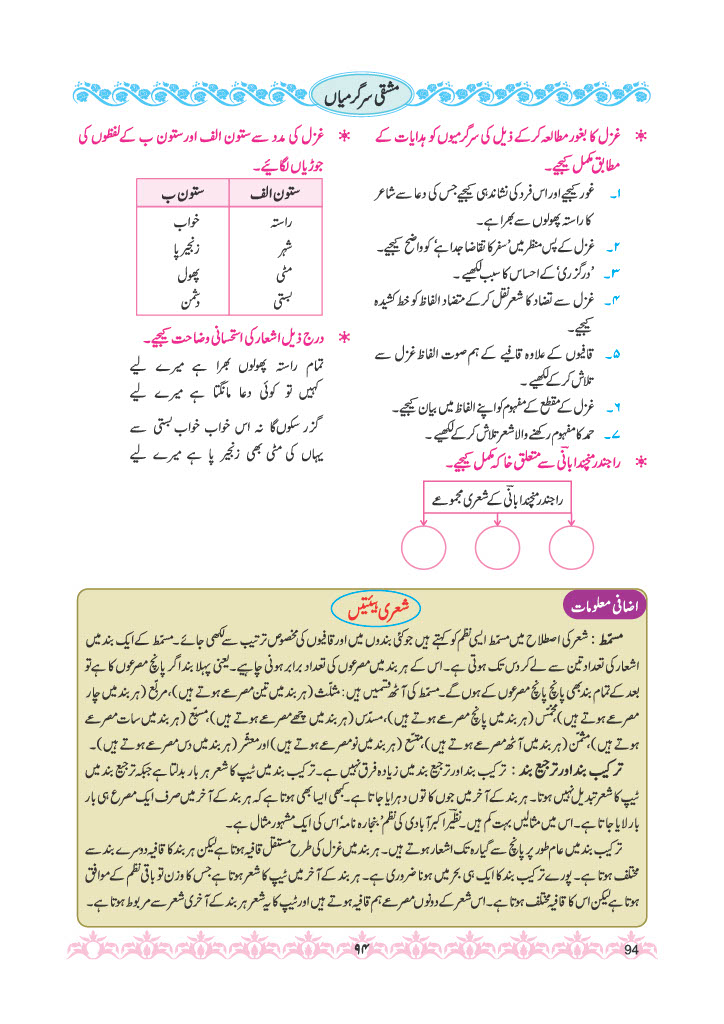 مشقی سرگرمیاں
* غزل کا بغور مطالعہ کرکے ذیل کی سرگرمیوں کو ہدایات کے
مطابق مکمل کیجیے۔
۱۔ غور کیجیے اور اس فرد کی نشاندہی کیجیے جس کی دعا سے شاعر
کا راستہ پھولوں سے بھرا ہے۔
۲۔ غزل کے پس منظر میں ’سفر کا تقاضا جدا ہے‘ کو واضح کیجیے۔
۳۔ ’درگزری‘ کے احساس کا سبب لکھیے۔
۴۔ غزل سے تضاد کا شعر نقل کرکے متضاد الفاظ کو خط کشیدہ
کیجیے۔
۵۔ قافیوں کے علاوہ قافیے کے ہم صوت الفاظ غزل سے
تلاش کرکے لکھیے۔
۶۔ غزل کے مقطع کے مفہوم کو اپنے الفاظ میں بیان کیجیے۔
۷۔ حمد کا مفہوم رکھنے والا شعر تلاش کرکے لکھیے۔
* راجندر منچندا بانیؔ سے متعلق خاکہ مکمل کیجیے۔
راجندر منچندا بانیؔ کے شعری مجموعے
* غزل کی مدد سے ستون الف اور ستون ب کے لفظوں کی
جوڑیاں لگائیے۔
ستون الف ستون ب
راستہ خواب
شہر زنجیر پا
مٹی پھول
بستی دشمن
* درج ذیل اشعار کی استحسانی وضاحت کیجیے۔
تمام راستہ پھولوں بھرا ہے میرے لیے
کہیں تو کوئی دعا مانگتا ہے میرے لیے
گزر سکوں گا نہ اس خواب خواب بستی سے
یہاں کی مٹی بھی زنجیر پا ہے میرے لیے
اضافی معلومات
شعری ہیئتیں
مسمّط : شعر کی اصطلاح میں مسمّط ایسی نظم کو کہتے ہیں جو کئی بندوں میں اور قافیوں کی مخصوص ترتیب سے لکھی جائے۔ مسمّط کے ایک بند میں
اشعار کی تعداد تین سے لے کر دس تک ہوتی ہے۔ اس کے ہر بند میں مصرعوں کی تعداد برابر ہونی چاہیے۔ یعنی پہلا بند اگر پانچ مصرعوں کا ہے تو
بعد کے تمام بند بھی پانچ پانچ مصرعوں کے ہوں گے۔ مسمّط کی آٹھ قسمیں ہیں: مثلّث (ہر بند میں تین مصرعے ہوتے ہیں)، مربّع (ہر بند میں چار
مصرعے ہوتے ہیں)، مخمّس (ہر بند میں پانچ مصرعے ہوتے ہیں)، مسدّس (ہر بند میں چھے مصرعے ہوتے ہیں)، مسبّع (ہر بند میں سات مصرعے
ہوتے ہیں)، مثمّن (ہر بند میں آٹھ مصرعے ہوتے ہیں)، متسّع (ہر بند میں نو مصرعے ہوتے ہیں) اور معشّر (ہر بند میں دس مصرعے ہوتے ہیں)۔
ترکیب بند اور ترجیع بند : ترکیب بند اور ترجیع بند میں زیادہ فرق نہیں ہے۔ ترکیب بند میں ٹیپ کا شعر ہر بار بدلتا ہے جبکہ ترجیع بند میں
ٹیپ کا شعر تبدیل نہیں ہوتا۔ ہر بند کے آخر میں جوں کا توں دہرایا جاتا ہے۔ کبھی ایسا بھی ہوتا ہے کہ ہر بند کے آخر میں صرف ایک مصرع ہی بار
بار لایا جاتا ہے۔ اس میں مثالیں بہت کم ہیں۔ نظیرؔ اکبر آبادی کی نظم ’بنجارہ نامہ‘ اس کی ایک مشہور مثال ہے۔
ترکیب بند میں عام طور پر پانچ سے گیارہ تک اشعار ہوتے ہیں۔ ہر بند میں غزل کی طرح مستقل قافیہ ہوتا ہے لیکن ہر بند کا قافیہ دوسرے بند سے
مختلف ہوتا ہے۔ پورے ترکیب بند کا ایک ہی بحر میں ہونا ضروری ہے۔ ہر بند کے آخر میں ٹیپ کا شعر ہوتا ہے جس کا وزن تو باقی نظم کے موافق
ہوتا ہے لیکن اس کا قافیہ مختلف ہوتا ہے۔ اس شعر کے دونوں مصرعے ہم قافیہ ہوتے ہیں اور ٹیپ کا یہ شعر ہر بند کے آخری شعر سے مربوط ہوتا ہے۔
۹۴
94